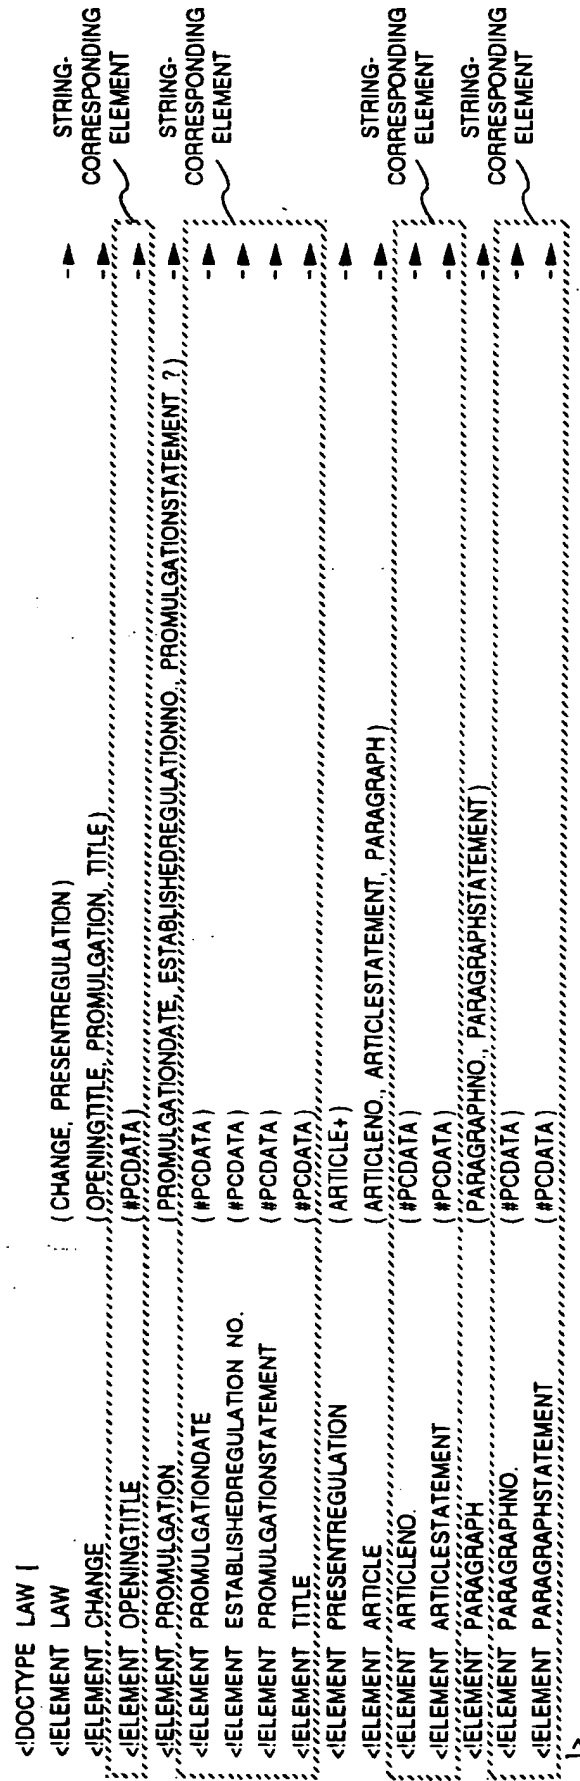 <!DOCTYPE LAW [
<!ELEMENT LAW (CHANGE, PRESENTREGULATION) - ►
<!ELEMENT CHANGE (OPENINGTITLE, PROMULGATION, TITLE) - ►
<!ELEMENT OPENINGTITLE (#PCDATA) - ►
STRING-
CORRESPONDING
ELEMENT
<!ELEMENT PROMULGATION (PROMULGATIONDATE, ESTABLISHEDREGULATIONNO., PROMULGATIONSTATEMENT ?) - ►
<!ELEMENT PROMULGATIONDATE (#PCDATA) - ►
<!ELEMENT ESTABLISHEDREGULATION NO. (#PCDATA) - ►
<!ELEMENT PROMULGATIONSTATEMENT (#PCDATA) - ►
<!ELEMENT TITLE (#PCDATA) - ►
STRING-
CORRESPONDING
ELEMENT
<!ELEMENT PRESENTREGULATION (ARTICLE+) - ►
<!ELEMENT ARTICLE (ARTICLENO., ARTICLESTATEMENT, PARAGRAPH) - ►
<!ELEMENT ARTICLENO. (#PCDATA) - ►
<!ELEMENT ARTICLESTATEMENT (#PCDATA) - ►
STRING-
CORRESPONDING
ELEMENT
<!ELEMENT PARAGRAPH (PARAGRAPHNO., PARAGRAPHSTATEMENT) - ►
<!ELEMENT PARAGRAPHNO. (#PCDATA) - ►
<!ELEMENT PARAGRAPHSTATEMENT (#PCDATA) - ►
STRING-
CORRESPONDING
ELEMENT
]>